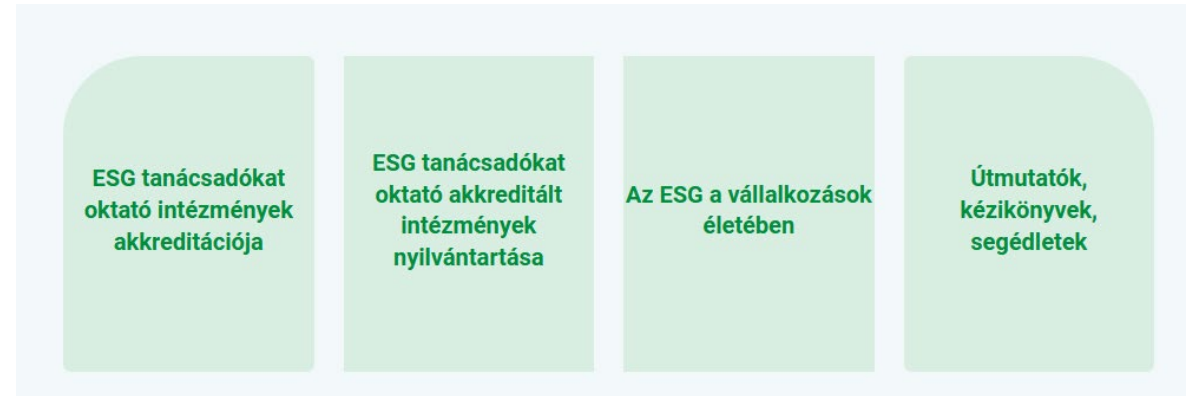 ESG tanácsadókat
oktató intézmények
akkreditációja
ESG tanácsadókat
oktató akkreditált
intézmények
nyilvántartása
Az ESG a vállalkozások
életében
Útmutatók,
kézikönyvek,
segédletek